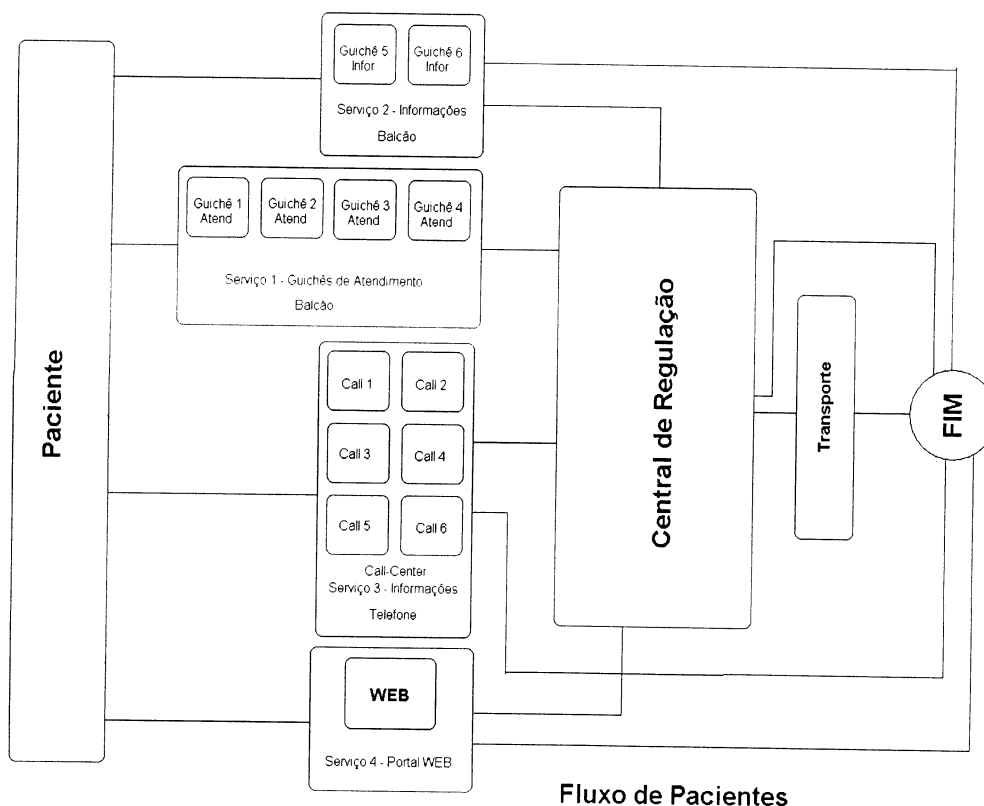 Guichê 5
Infor
Guichê 6
Infor
Serviço 2 - Informações
Balcão
Guichê 1
Atend
Guichê 2
Atend
Guichê 3
Atend
Guichê 4
Atend
Serviço 1 - Guichês de Atendimento
Balcão
Paciente
Call 1
Call 2
Call 3
Call 4
Call 5
Call 6
Call-Center
Serviço 3 - Informações
Telefone
WEB
Serviço 4 - Portal WEB
Central de Regulação
Transporte
FIM
Fluxo de Pacientes